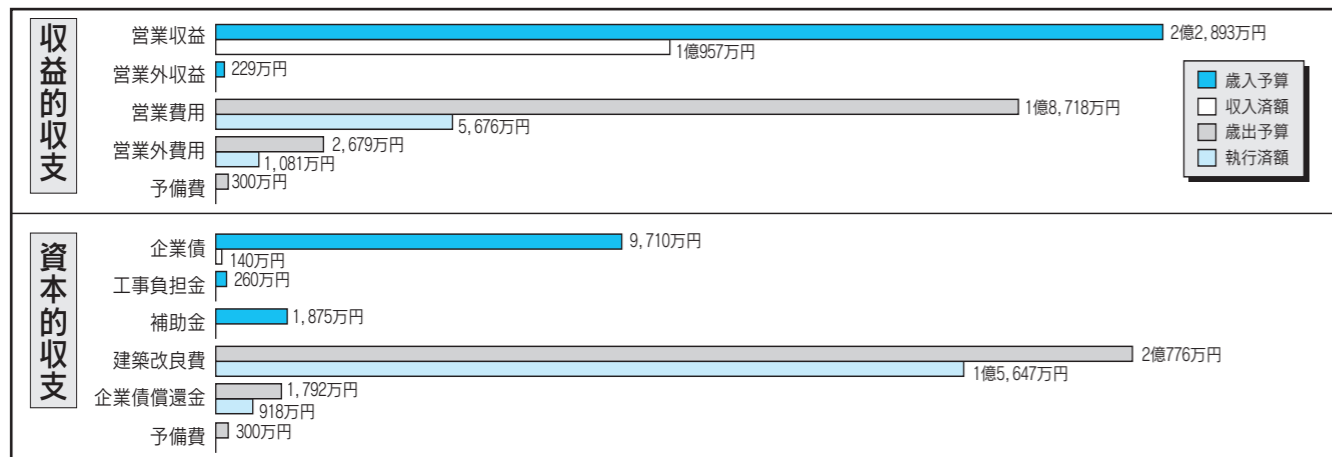 収益的収支
営業収益
2億2,893万円
1億957万円
営業外収益
229万円
営業費用
1億8,718万円
5,676万円
営業外費用
2,679万円
1,081万円
予備費
300万円
歳入予算
収入済額
歳出予算
執行済額
資本的収支
企業債
9,710万円
140万円
工事負担金
260万円
補助金
1,875万円
建築改良費
2億776万円
1億5,647万円
企業債償還金
1,792万円
918万円
予備費
300万円